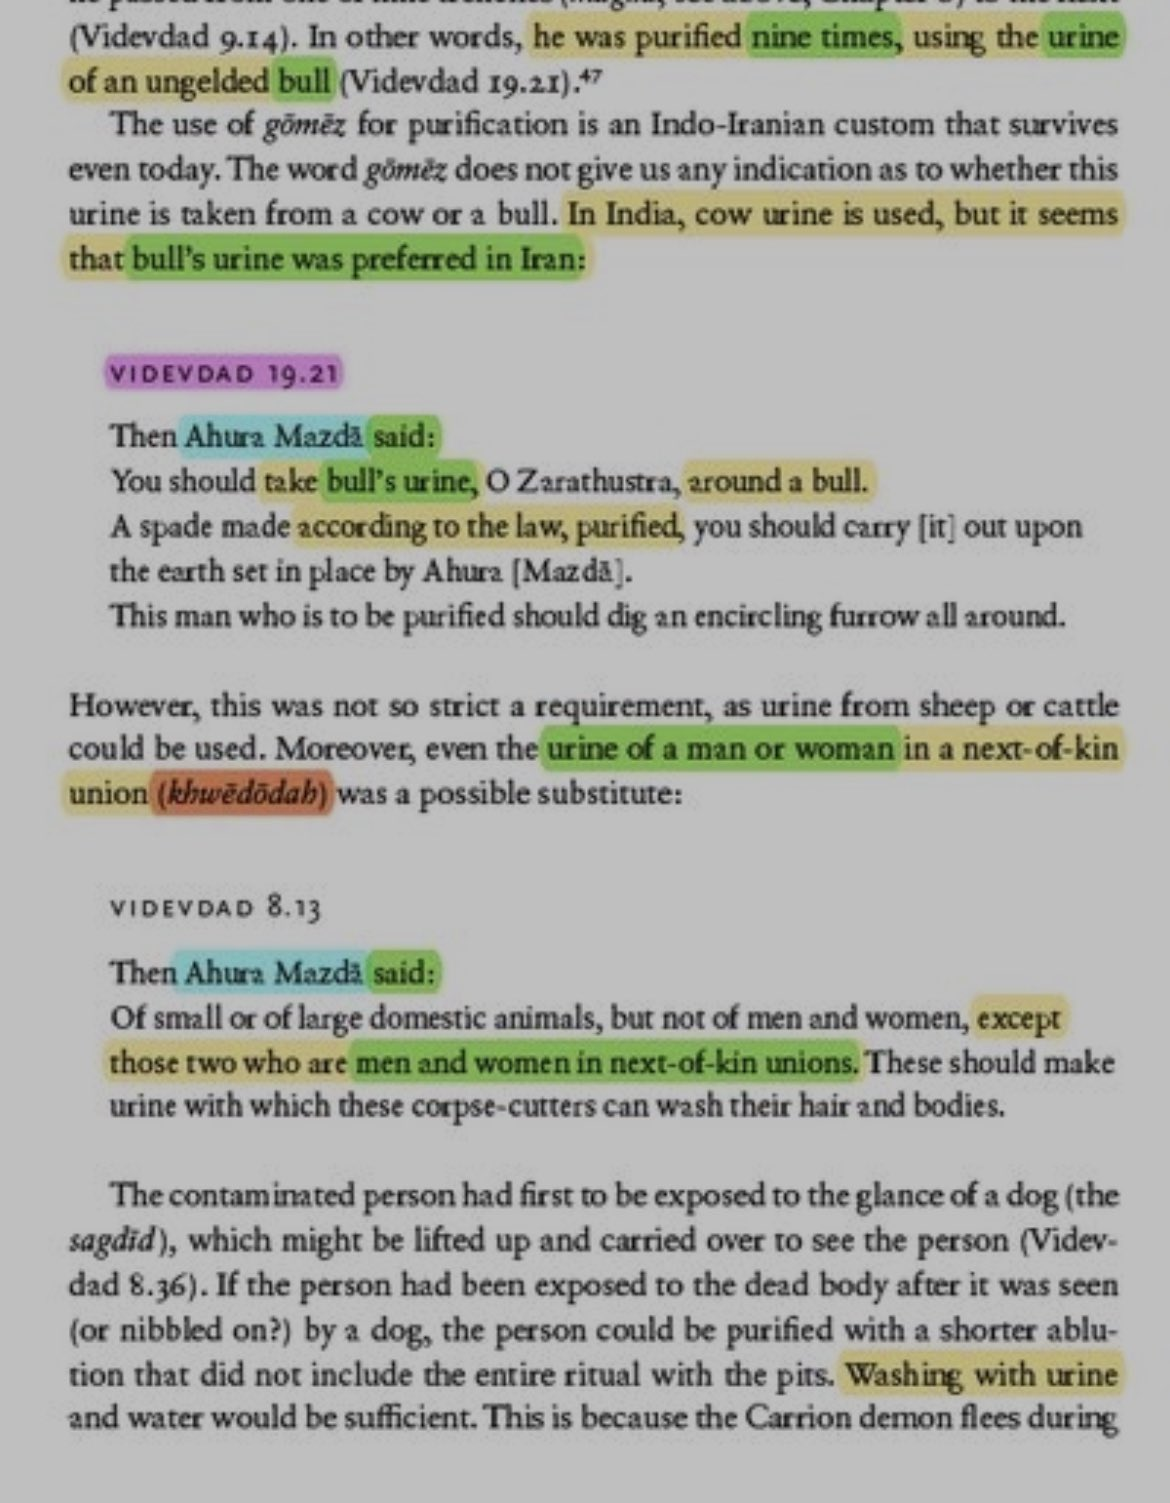 (Videvdad 9.14). In other words, he was purified nine times, using the urine
of an ungelded bull (Videvdad 19.21).⁴⁷
The use of gōmēz for purification is an Indo-Iranian custom that survives
even today. The word gōmēz does not give us any indication as to whether this
urine is taken from a cow or a bull. In India, cow urine is used, but it seems
that bull's urine was preferred in Iran:
VIDEVDAD 19.21
Then Ahura Mazdā said:
You should take bull's urine, O Zarathustra, around a bull.
A spade made according to the law, purified, you should carry [it] out upon
the earth set in place by Ahura [Mazdā].
This man who is to be purified should dig an encircling furrow all around.
However, this was not so strict a requirement, as urine from sheep or cattle
could be used. Moreover, even the urine of a man or woman in a next-of-kin
union (khwēdōdah) was a possible substitute:
VIDEVDAD 8.13
Then Ahura Mazdā said:
Of small or of large domestic animals, but not of men and women, except
those two who are men and women in next-of-kin unions. These should make
urine with which these corpse-cutters can wash their hair and bodies.
The contaminated person had first to be exposed to the glance of a dog (the
sagdīd), which might be lifted up and carried over to see the person (Videv-
dad 8.36). If the person had been exposed to the dead body after it was seen
(or nibbled on?) by a dog, the person could be purified with a shorter ablu-
tion that did not include the entire ritual with the pits. Washing with urine
and water would be sufficient. This is because the Carrion demon flees during